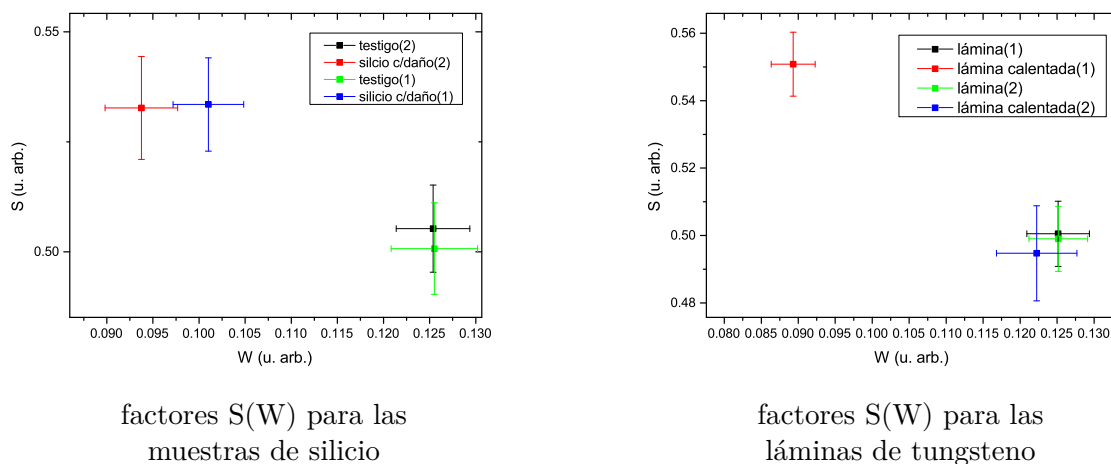 0.55
0.50
S (u. arb.)
testigo(2)
silcio c/daño(2)
testigo(1)
silicio c/daño(1)
0.090 0.095 0.100 0.105 0.110 0.115 0.120 0.125 0.130
W (u. arb.)
factores S(W) para las
muestras de silicio
0.56
0.54
0.52
0.50
0.48
S (u. arb.)
lámina(1)
lámina calentada(1)
lámina(2)
lámina calentada(2)
0.080 0.085 0.090 0.095 0.100 0.105 0.110 0.115 0.120 0.125 0.130
W (u. arb.)
factores S(W) para las
láminas de tungsteno